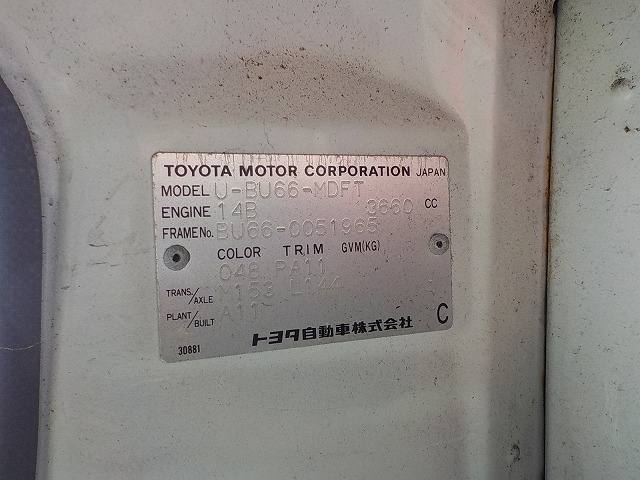 TOYOTA MOTOR CORPORATION JAPAN
MODEL U-BU66-MDFT
ENGINE 14B 3660 CC
FRAME No. BU66-0051965
COLOR TRIM GVM(KG)
048 PA11
TRANS./AXLE M153 L144
PLANT/BUILT A11
トヨタ自動車株式会社 C
30881